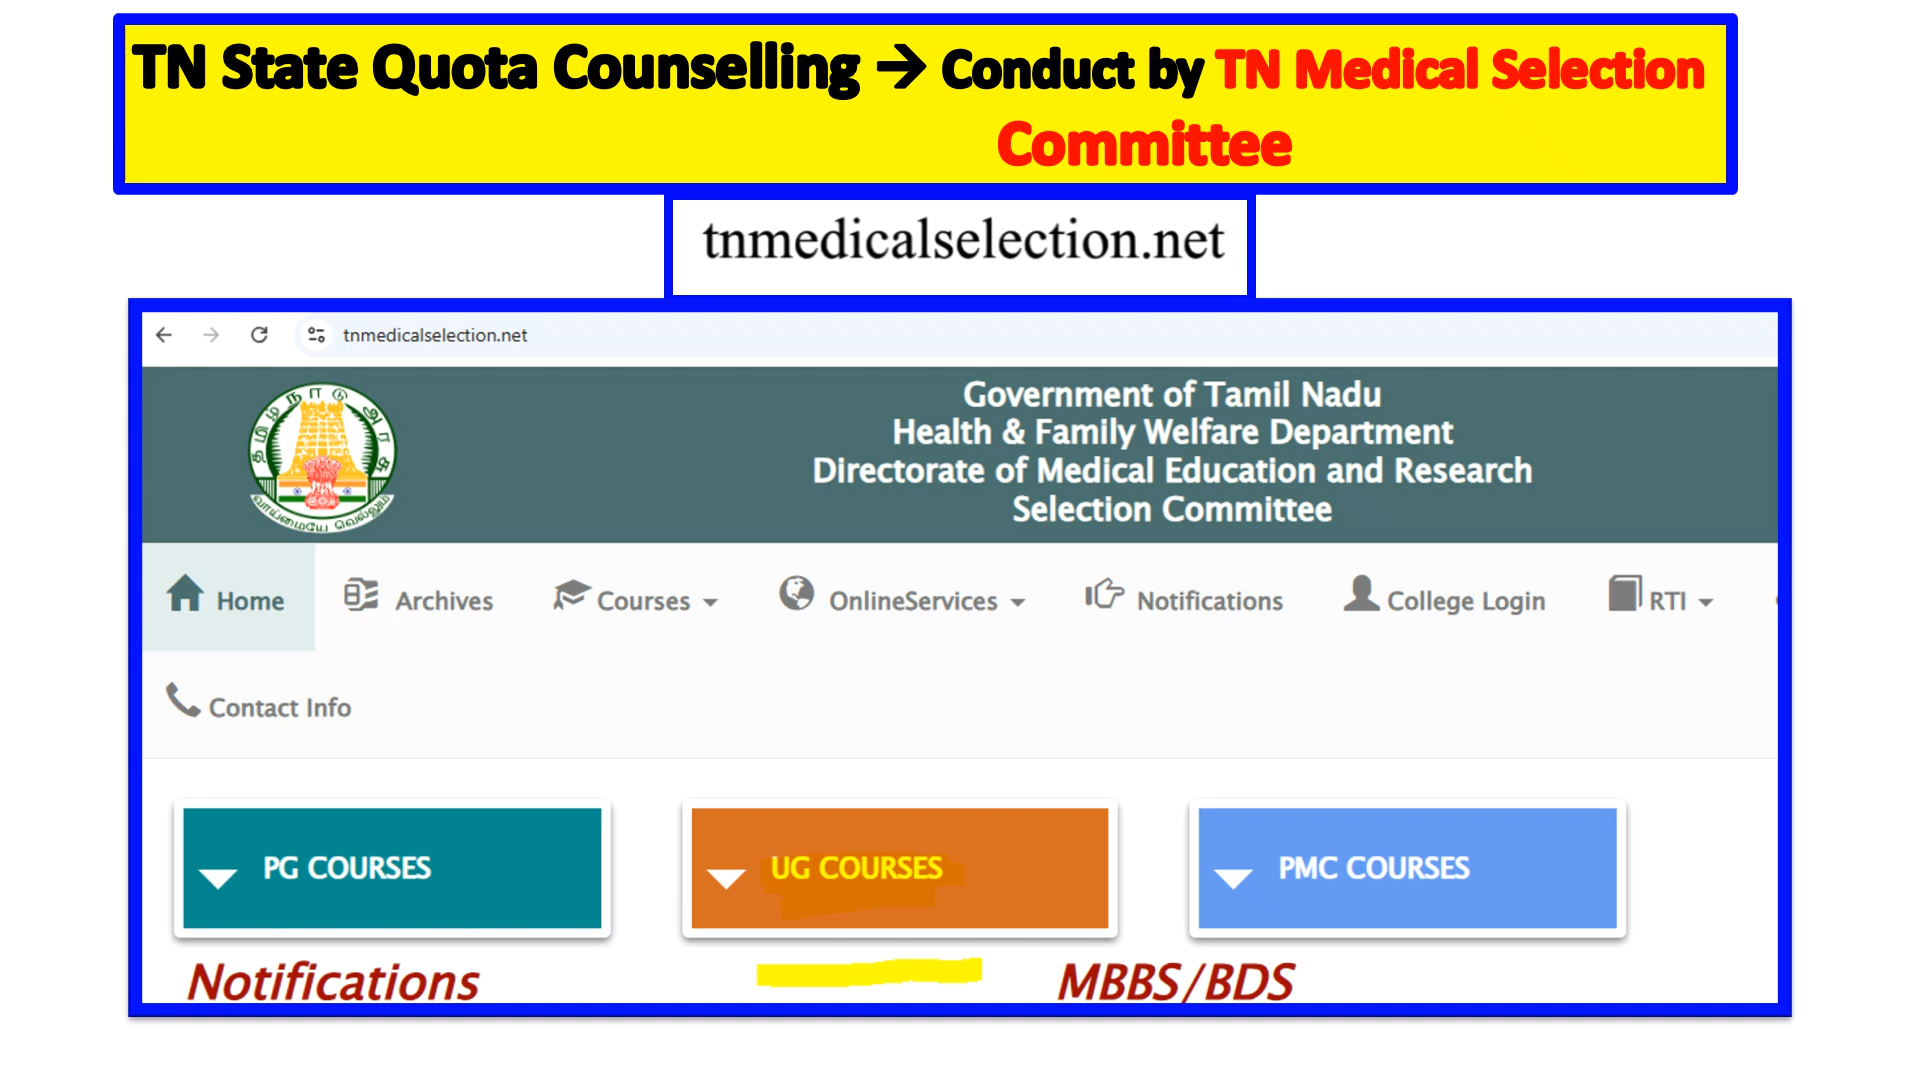 TN State Quota Counselling → Conduct by TN Medical Selection
Committee
tnmedicalselection.net
tnmedicalselection.net
தமிழ்நாடு அரசு
வாய்மையே வெல்லும்
Government of Tamil Nadu
Health & Family Welfare Department
Directorate of Medical Education and Research
Selection Committee
Home Archives Courses OnlineServices Notifications College Login RTI
Contact Info
PG COURSES UG COURSES PMC COURSES
Notifications MBBS/BDS